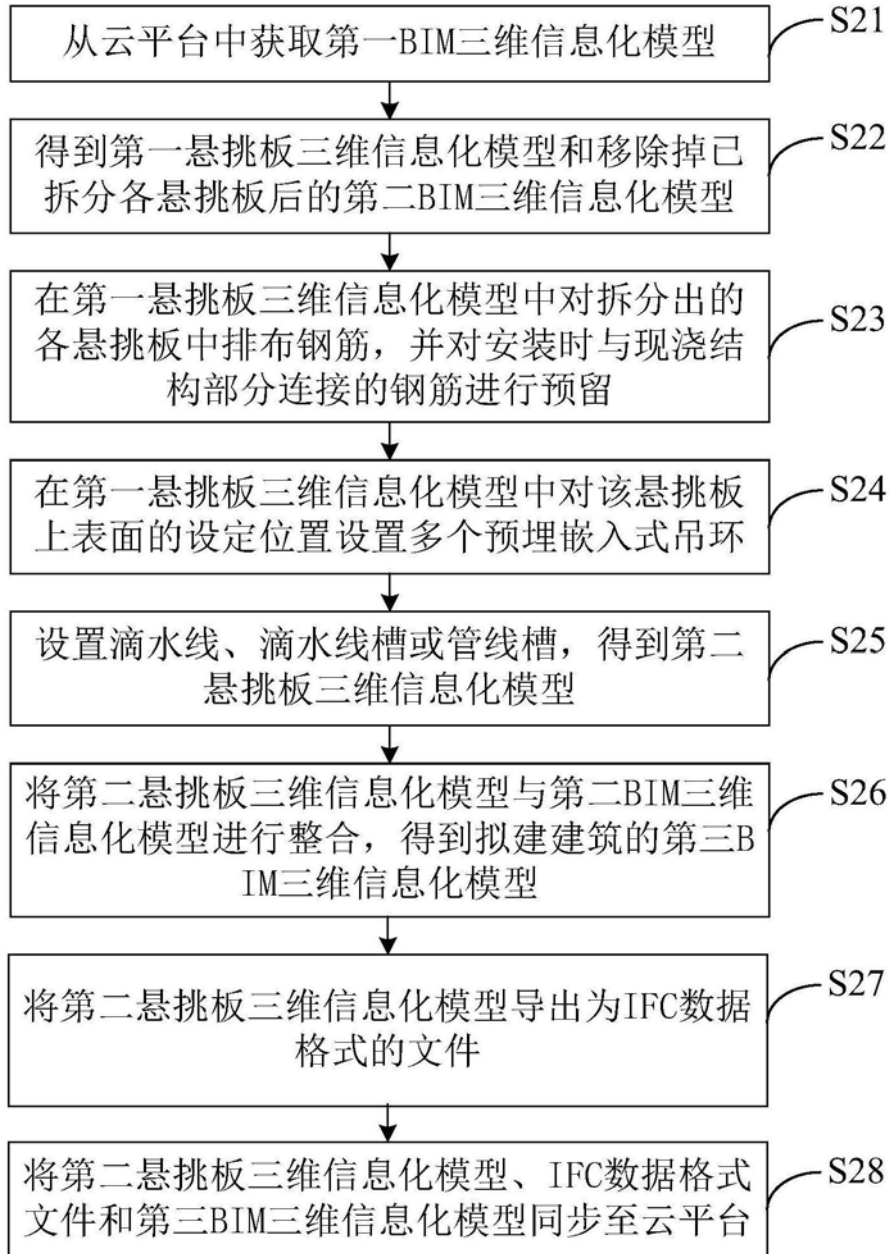 从云平台中获取第一BIM三维信息化模型
S21
得到第一悬挑板三维信息化模型和移除掉已
拆分各悬挑板后的第二BIM三维信息化模型
S22
在第一悬挑板三维信息化模型中对拆分出的
各悬挑板中排布钢筋，并对安装时与现浇结
构部分连接的钢筋进行预留
S23
在第一悬挑板三维信息化模型中对该悬挑板
上表面的设定位置设置多个预埋嵌入式吊环
S24
设置滴水线、滴水线槽或管线槽，得到第二
悬挑板三维信息化模型
S25
将第二悬挑板三维信息化模型与第二BIM三维
信息化模型进行整合，得到拟建建筑的第三B
IM三维信息化模型
S26
将第二悬挑板三维信息化模型导出为IFC数据
格式的文件
S27
将第二悬挑板三维信息化模型、IFC数据格式
文件和第三BIM三维信息化模型同步至云平台
S28